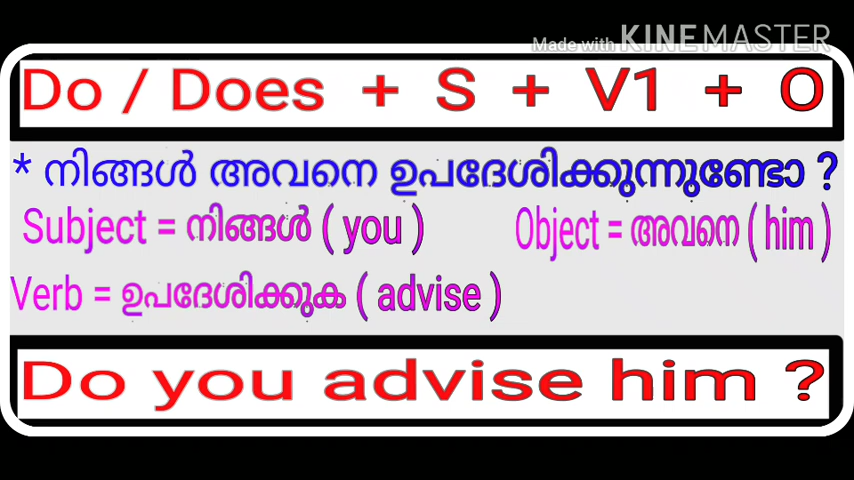 Made with KINEMASTER
Do / Does + S + V1 + O
* നിങ്ങൾ അവനെ ഉപദേശിക്കുന്നുണ്ടോ ?
Subject = നിങ്ങൾ ( you ) Object = അവനെ ( him )
Verb = ഉപദേശിക്കുക ( advise )
Do you advise him ?